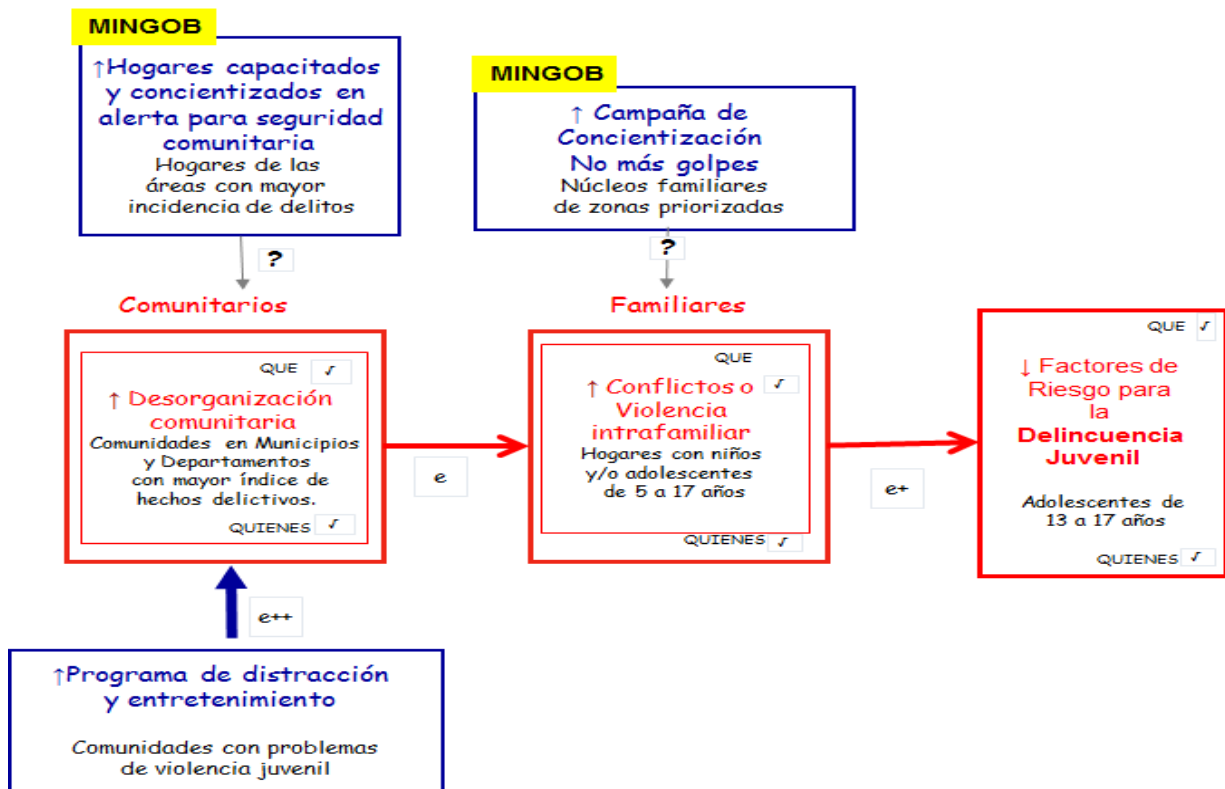 MINGOB
↑Hogares capacitados
y concientizados en
alerta para seguridad
comunitaria
Hogares de las
áreas con mayor
incidencia de delitos
?
MINGOB
↑ Campaña de
Concientización
No más golpes
Núcleos familiares
de zonas priorizadas
?
Comunitarios
QUE √
↑ Desorganización
comunitaria
Comunidades en Municipios
y Departamentos
con mayor índice de
hechos delictivos.
QUIENES √
e
Familiares
QUE
↑ Conflictos o √
Violencia
intrafamiliar
Hogares con niños
y/o adolescentes
de 5 a 17 años
QUIENES √
e+
QUE √
↓ Factores de
Riesgo para
la
Delincuencia
Juvenil
Adolescentes de
13 a 17 años
QUIENES √
e++
↑Programa de distracción
y entretenimiento
Comunidades con problemas
de violencia juvenil